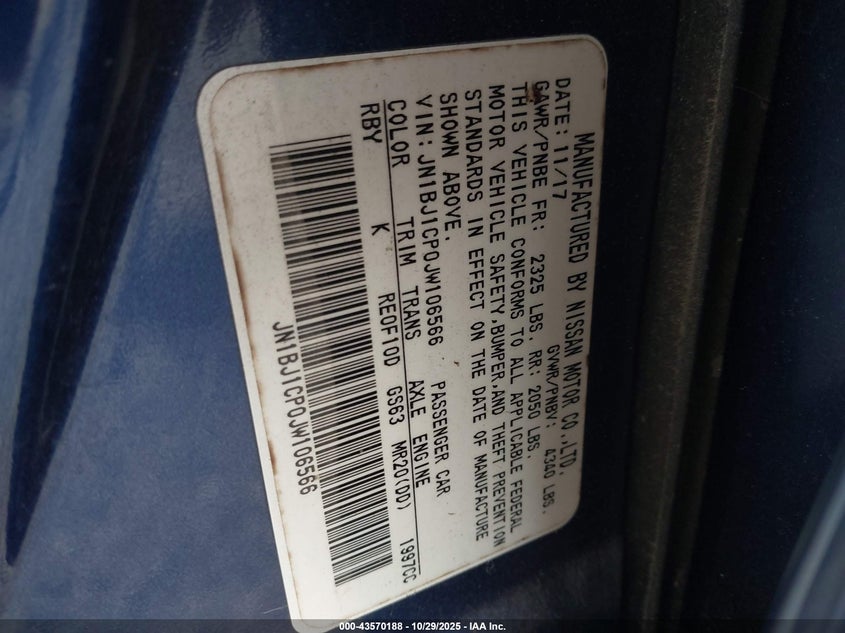 MANUFACTURED BY NISSAN MOTOR CO.,LTD.
DATE: 11/17 GVWR/PNBV: 4340 LBS.
GAWR/PNBE FR: 2325 LBS. RR: 2050 LBS.
THIS VEHICLE CONFORMS TO ALL APPLICABLE FEDERAL
MOTOR VEHICLE SAFETY,BUMPER,AND THEFT PREVENTION
STANDARDS IN EFFECT ON THE DATE OF MANUFACTURE
SHOWN ABOVE.
VIN:JN1BJ1CP0JW106566 PASSENGER CAR
COLOR TRIM TRANS AXLE ENGINE
RBY K RE0F10D GS63 MR20(DD) 1997CC
JN1BJ1CP0JW106566
000-43570188 - 10/29/2025 - IAA Inc.